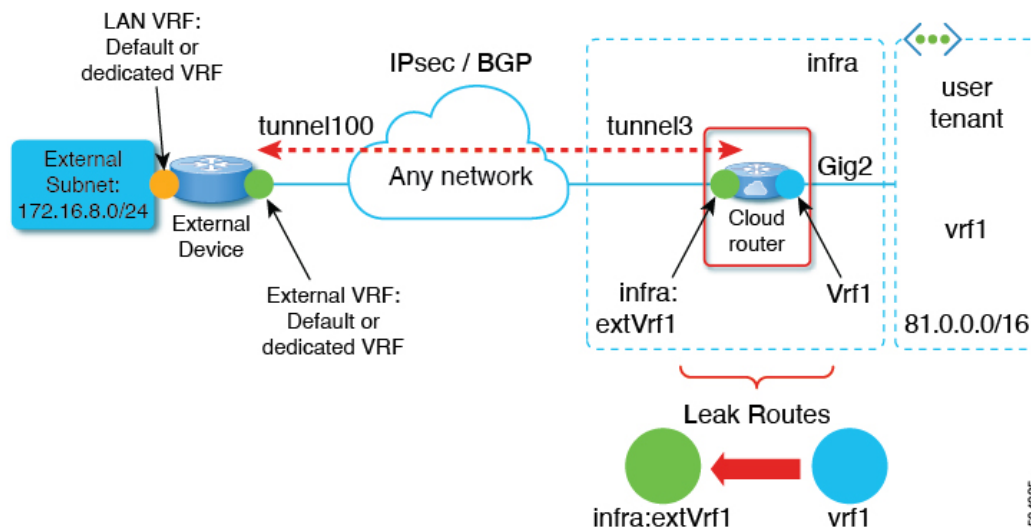 LAN VRF:
Default or
dedicated VRF
IPsec / BGP
infra
user
tenant
tunnel100
tunnel3
External
Subnet:
172.16.8.0/24
External
Device
Any network
Gig2
Cloud
router
vrf1
External VRF:
Default or
dedicated VRF
infra:
extVrf1
Vrf1
81.0.0.0/16
Leak Routes
infra:extVrf1
vrf1